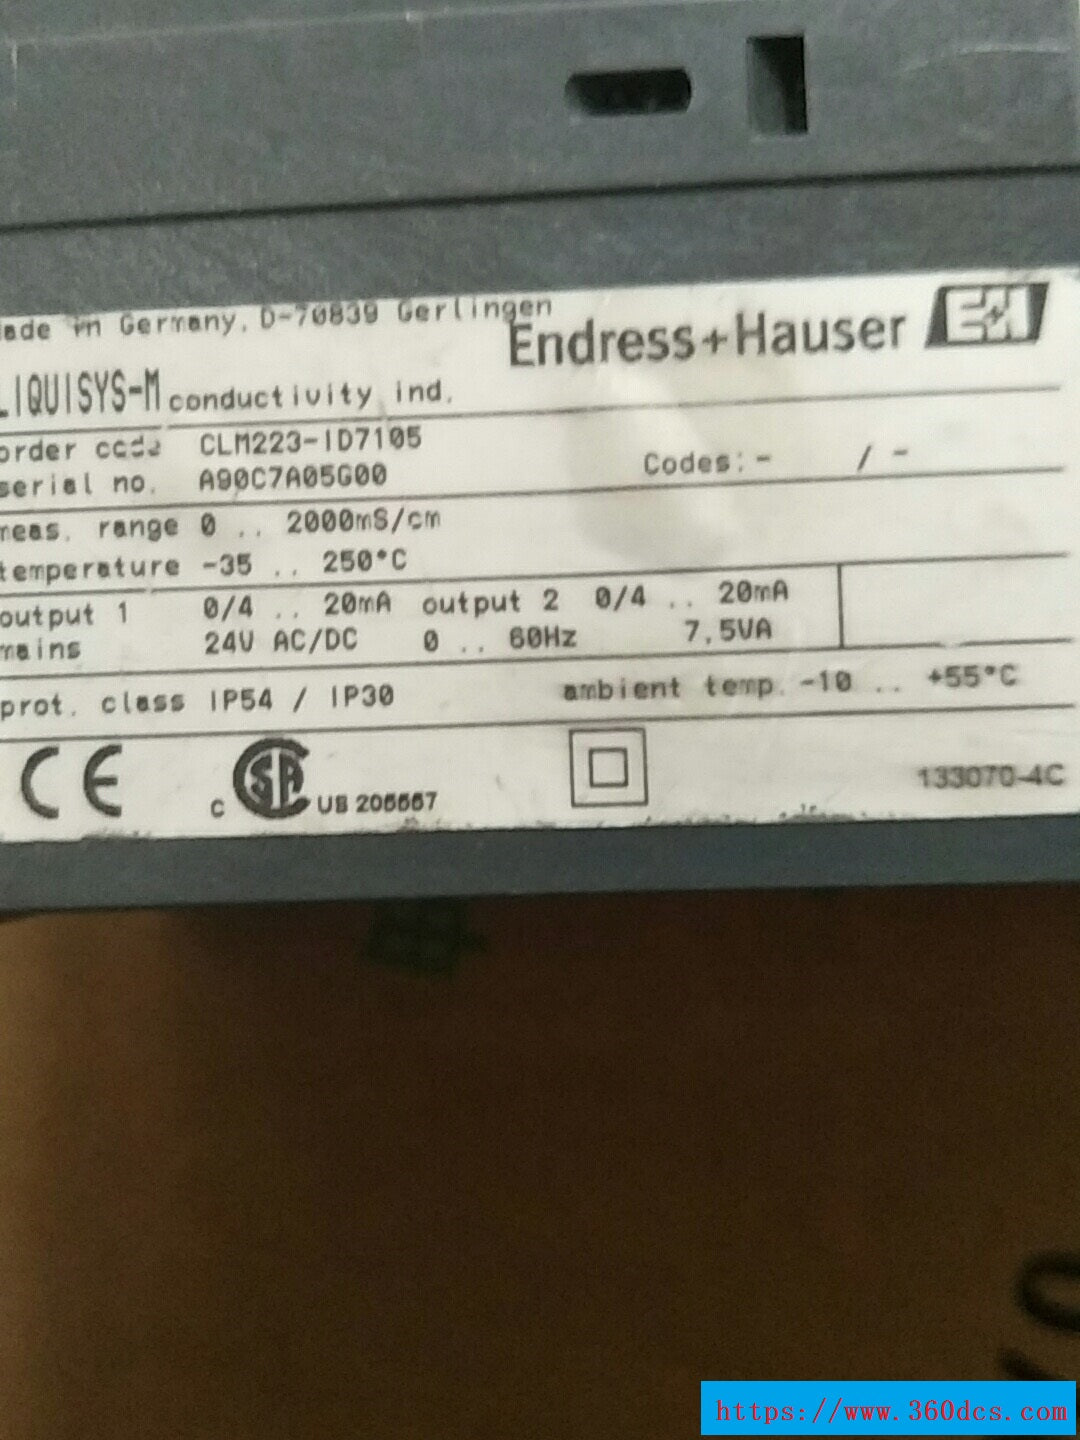 ade in Germany, D-70839 Gerlingen
Endress+Hauser
LIQUISYS-M conductivity ind.
order code CLM223-ID7105
serial no. A90C7A05G00 Codes: - / -
meas. range 0 .. 2000mS/cm
temperature -35 .. 250°C
output 1 0/4 .. 20mA output 2 0/4 .. 20mA
mains 24V AC/DC 0 .. 60Hz 7,5VA
prot. class IP54 / IP30 ambient temp. -10 .. +55°C
CE C SA US 133070-4C
https://www.360dcs.com